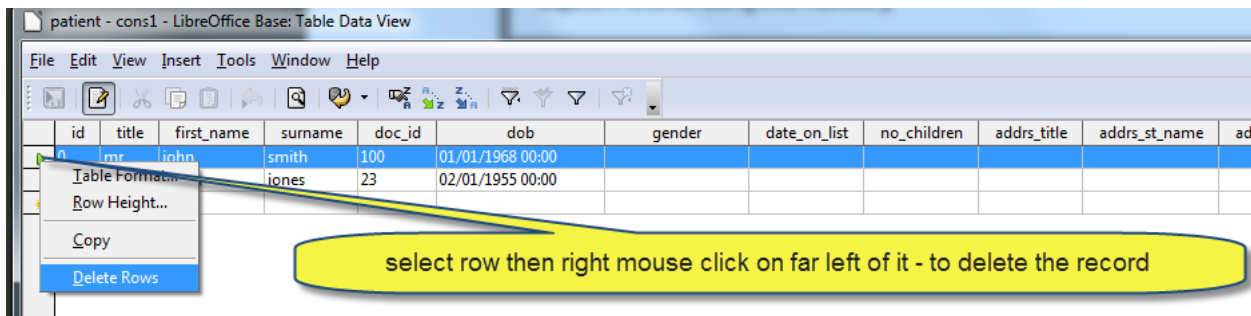 patient - cons1 - LibreOffice Base: Table Data View
File Edit View Insert Tools Window Help
id title first_name surname doc_id dob gender date_on_list no_children addrs_title addrs_st_name ad
0 mr john smith 100 01/01/1968 00:00
jones 23 02/01/1955 00:00
Table Format...
Row Height...
Copy
Delete Rows
select row then right mouse click on far left of it - to delete the record